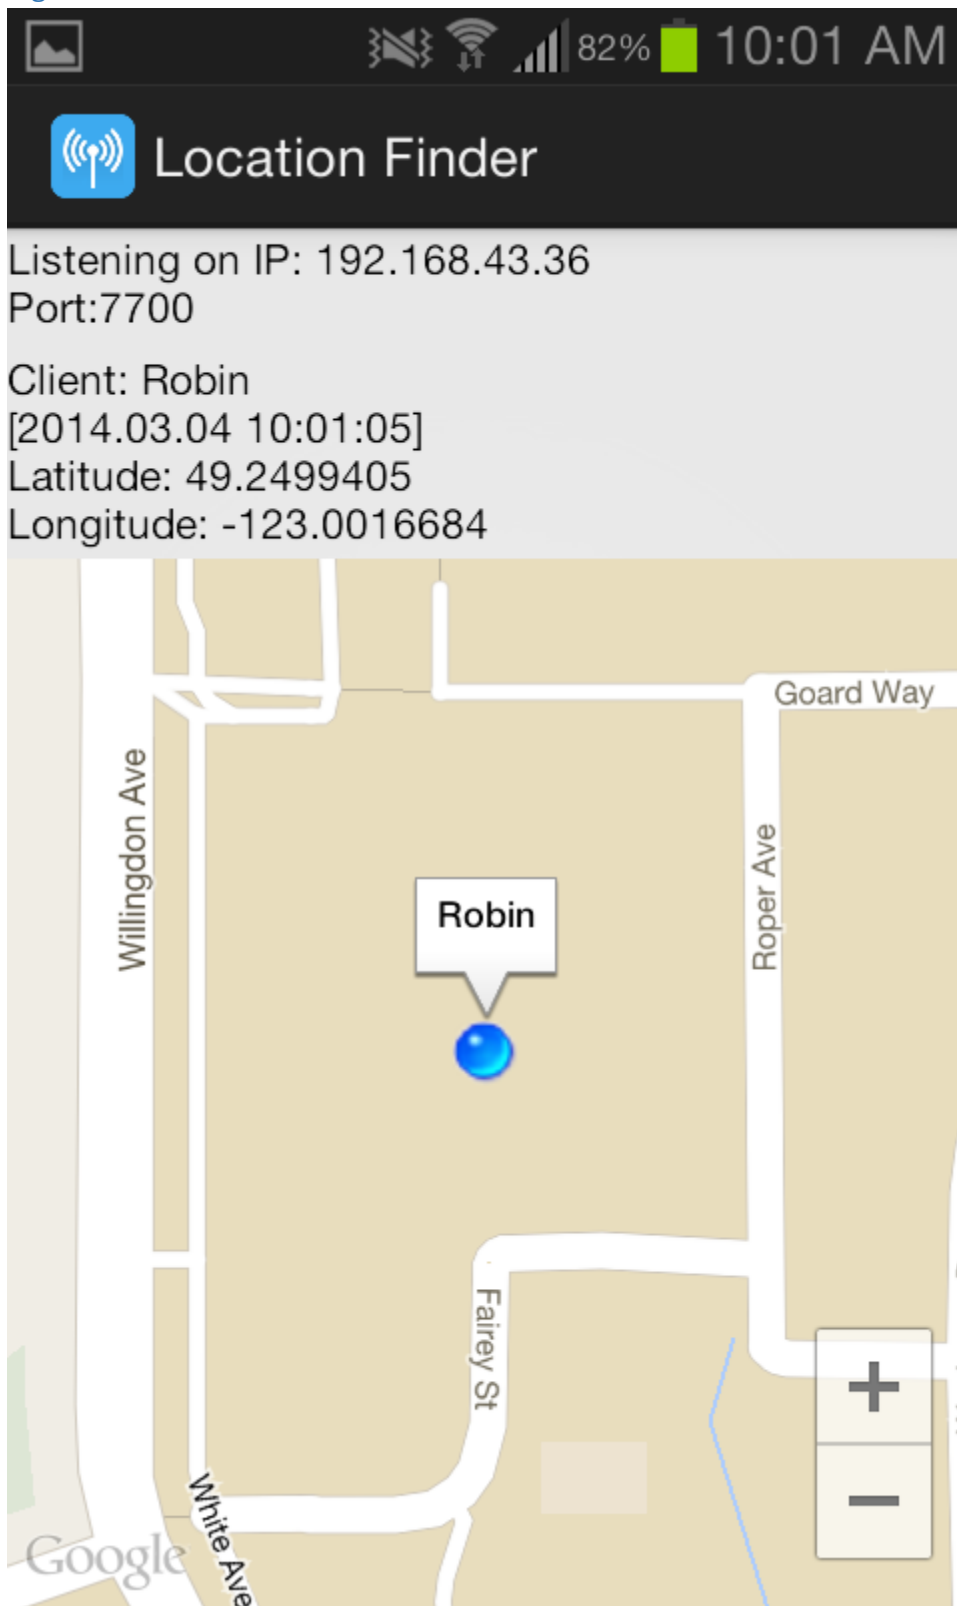 82% 10:01 AM
Location Finder
Listening on IP: 192.168.43.36
Port:7700
Client: Robin
[2014.03.04 10:01:05]
Latitude: 49.2499405
Longitude: -123.0016684
Goard Way
Willingdon Ave
Roper Ave
Robin
Fairey St
+
−
White Ave
Google